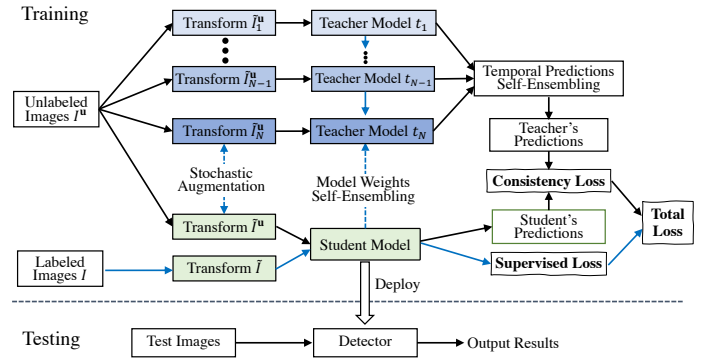 Training
Transform Ĩ₁ᵘ
Teacher Model t₁
Transform Ĩᵘ_{N−1}
Teacher Model t_{N−1}
Temporal Predictions
Self-Ensembling
Unlabeled
Images Iᵘ
Transform Ĩᵘ_N
Teacher Model t_N
Teacher's
Predictions
Stochastic
Augmentation
Model Weights
Self-Ensembling
Consistency Loss
Transform Ĩᵘ
Student Model
Student's
Predictions
Total
Loss
Labeled
Images I
Transform Ĩ
Supervised Loss
Deploy
Testing
Test Images
Detector
Output Results